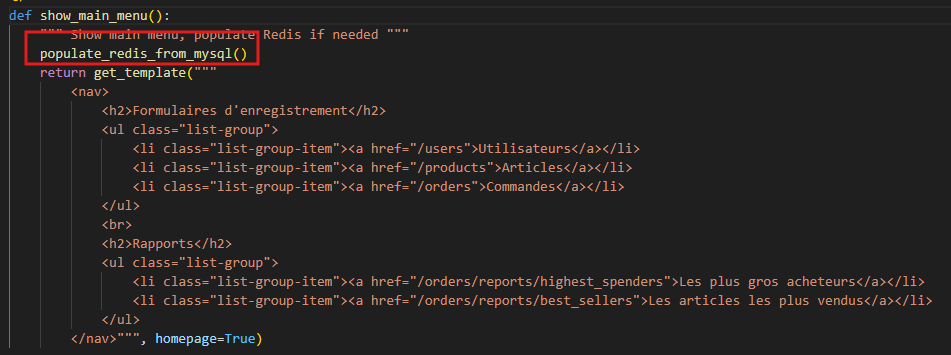 def show_main_menu():
    """ Show main menu, populate Redis if needed """
    populate_redis_from_mysql()
    return get_template("""
        <nav>
            <h2>Formulaires d'enregistrement</h2>
            <ul class="list-group">
                <li class="list-group-item"><a href="/users">Utilisateurs</a></li>
                <li class="list-group-item"><a href="/products">Articles</a></li>
                <li class="list-group-item"><a href="/orders">Commandes</a></li>
            </ul>
            <br>
            <h2>Rapports</h2>
            <ul class="list-group">
                <li class="list-group-item"><a href="/orders/reports/highest_spenders">Les plus gros acheteurs</a></li>
                <li class="list-group-item"><a href="/orders/reports/best_sellers">Les articles les plus vendus</a></li>
            </ul>
        </nav>""", homepage=True)